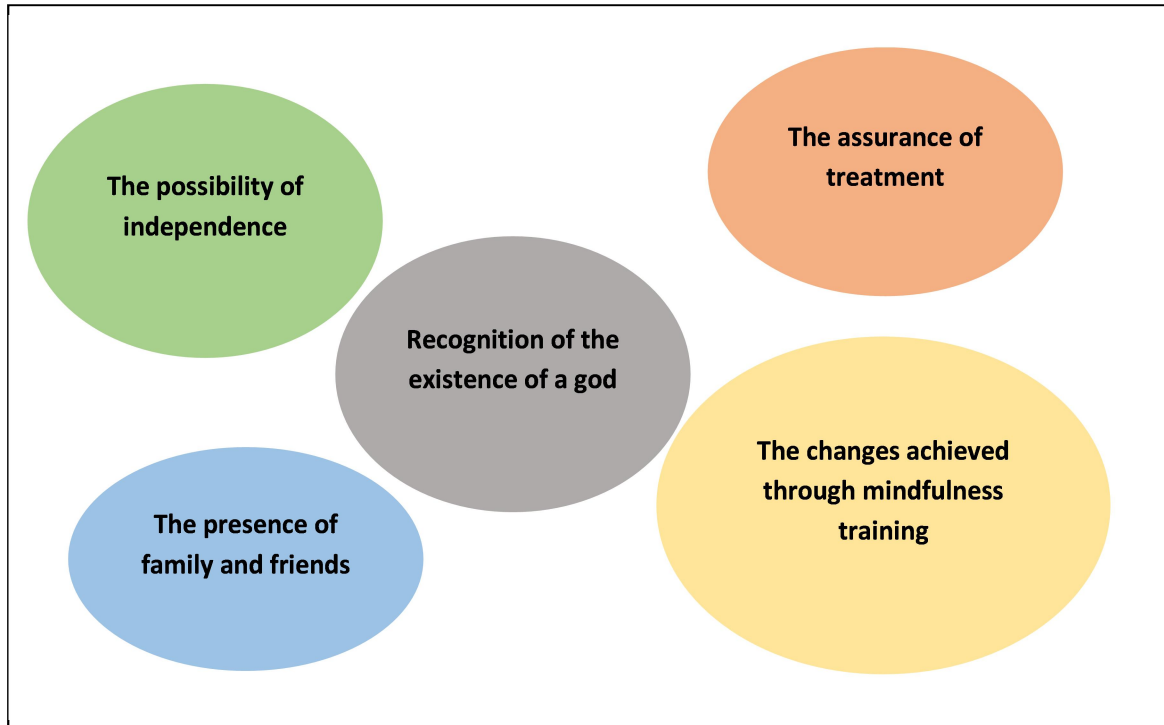 The possibility of
independence
The assurance of
treatment
Recognition of the
existence of a god
The presence of
family and friends
The changes achieved
through mindfulness
training